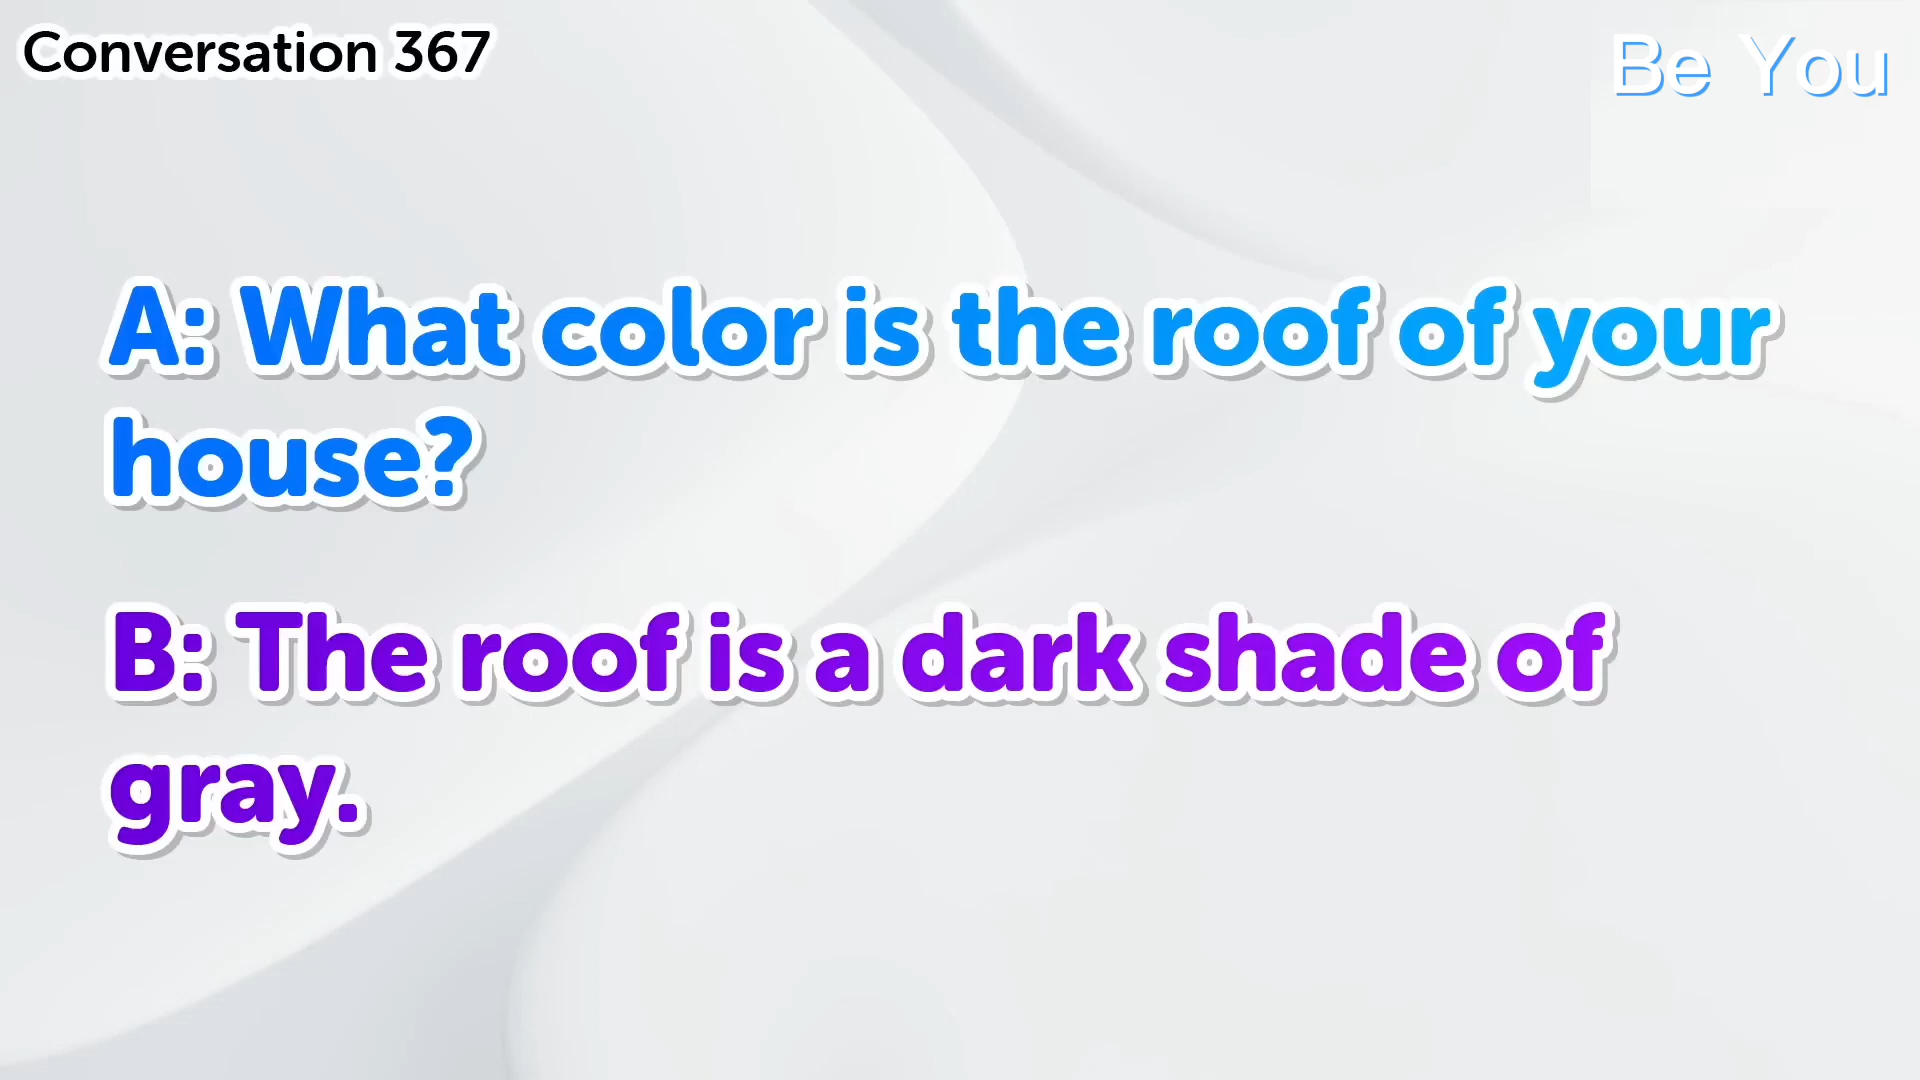 Conversation 367
Be You
A: What color is the roof of your
house?
B: The roof is a dark shade of
gray.